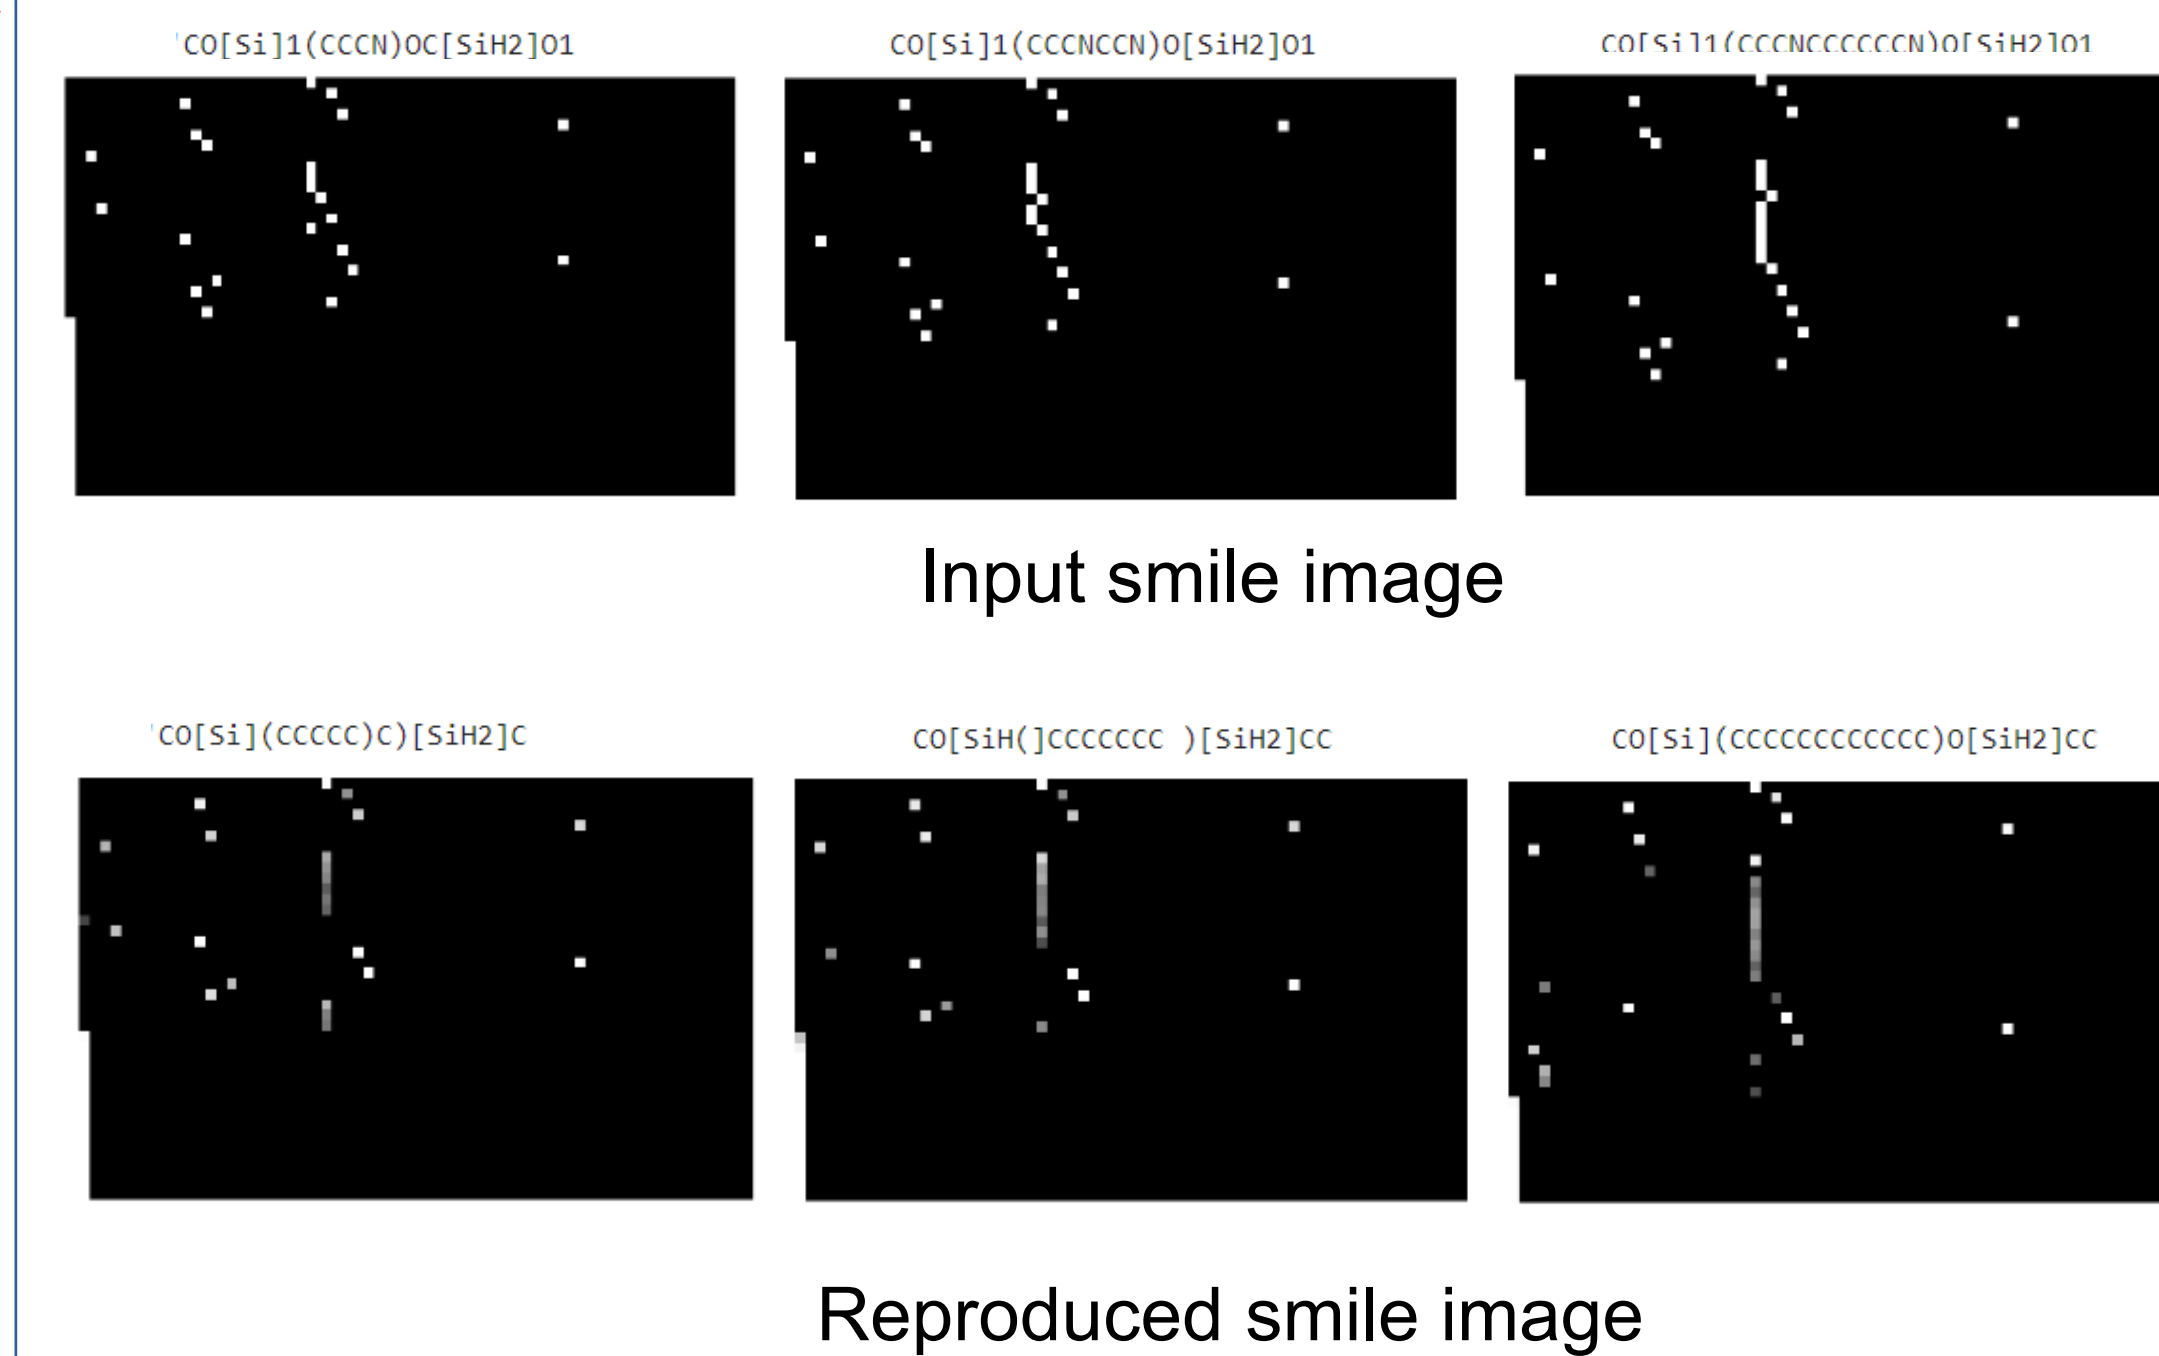 'CO[Si]1(CCCN)OC[SiH2]O1
CO[Si]1(CCCNCCN)O[SiH2]O1
CO[Si]1(CCCNCCCCCCN)O[SiH2]O1
Input smile image
'CO[Si](CCCCC)C)[SiH2]C
CO[SiH(]CCCCCCC )[SiH2]CC
CO[Si](CCCCCCCCCCCC)O[SiH2]CC
Reproduced smile image